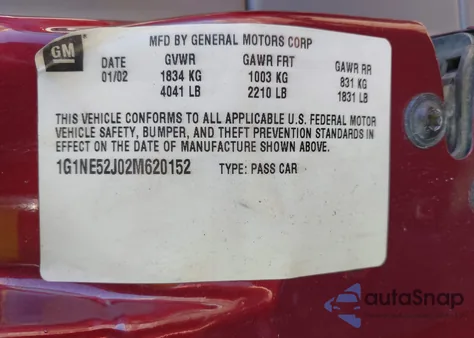 GM
MFD BY GENERAL MOTORS CORP
DATE GVWR GAWR FRT GAWR RR
01/02 1834 KG 1003 KG 831 KG
4041 LB 2210 LB 1831 LB
THIS VEHICLE CONFORMS TO ALL APPLICABLE U.S. FEDERAL MOTOR
VEHICLE SAFETY, BUMPER, AND THEFT PREVENTION STANDARDS IN
EFFECT ON THE DATE OF MANUFACTURE SHOWN ABOVE.
1G1NE52J02M620152 TYPE: PASS CAR
autoSnap